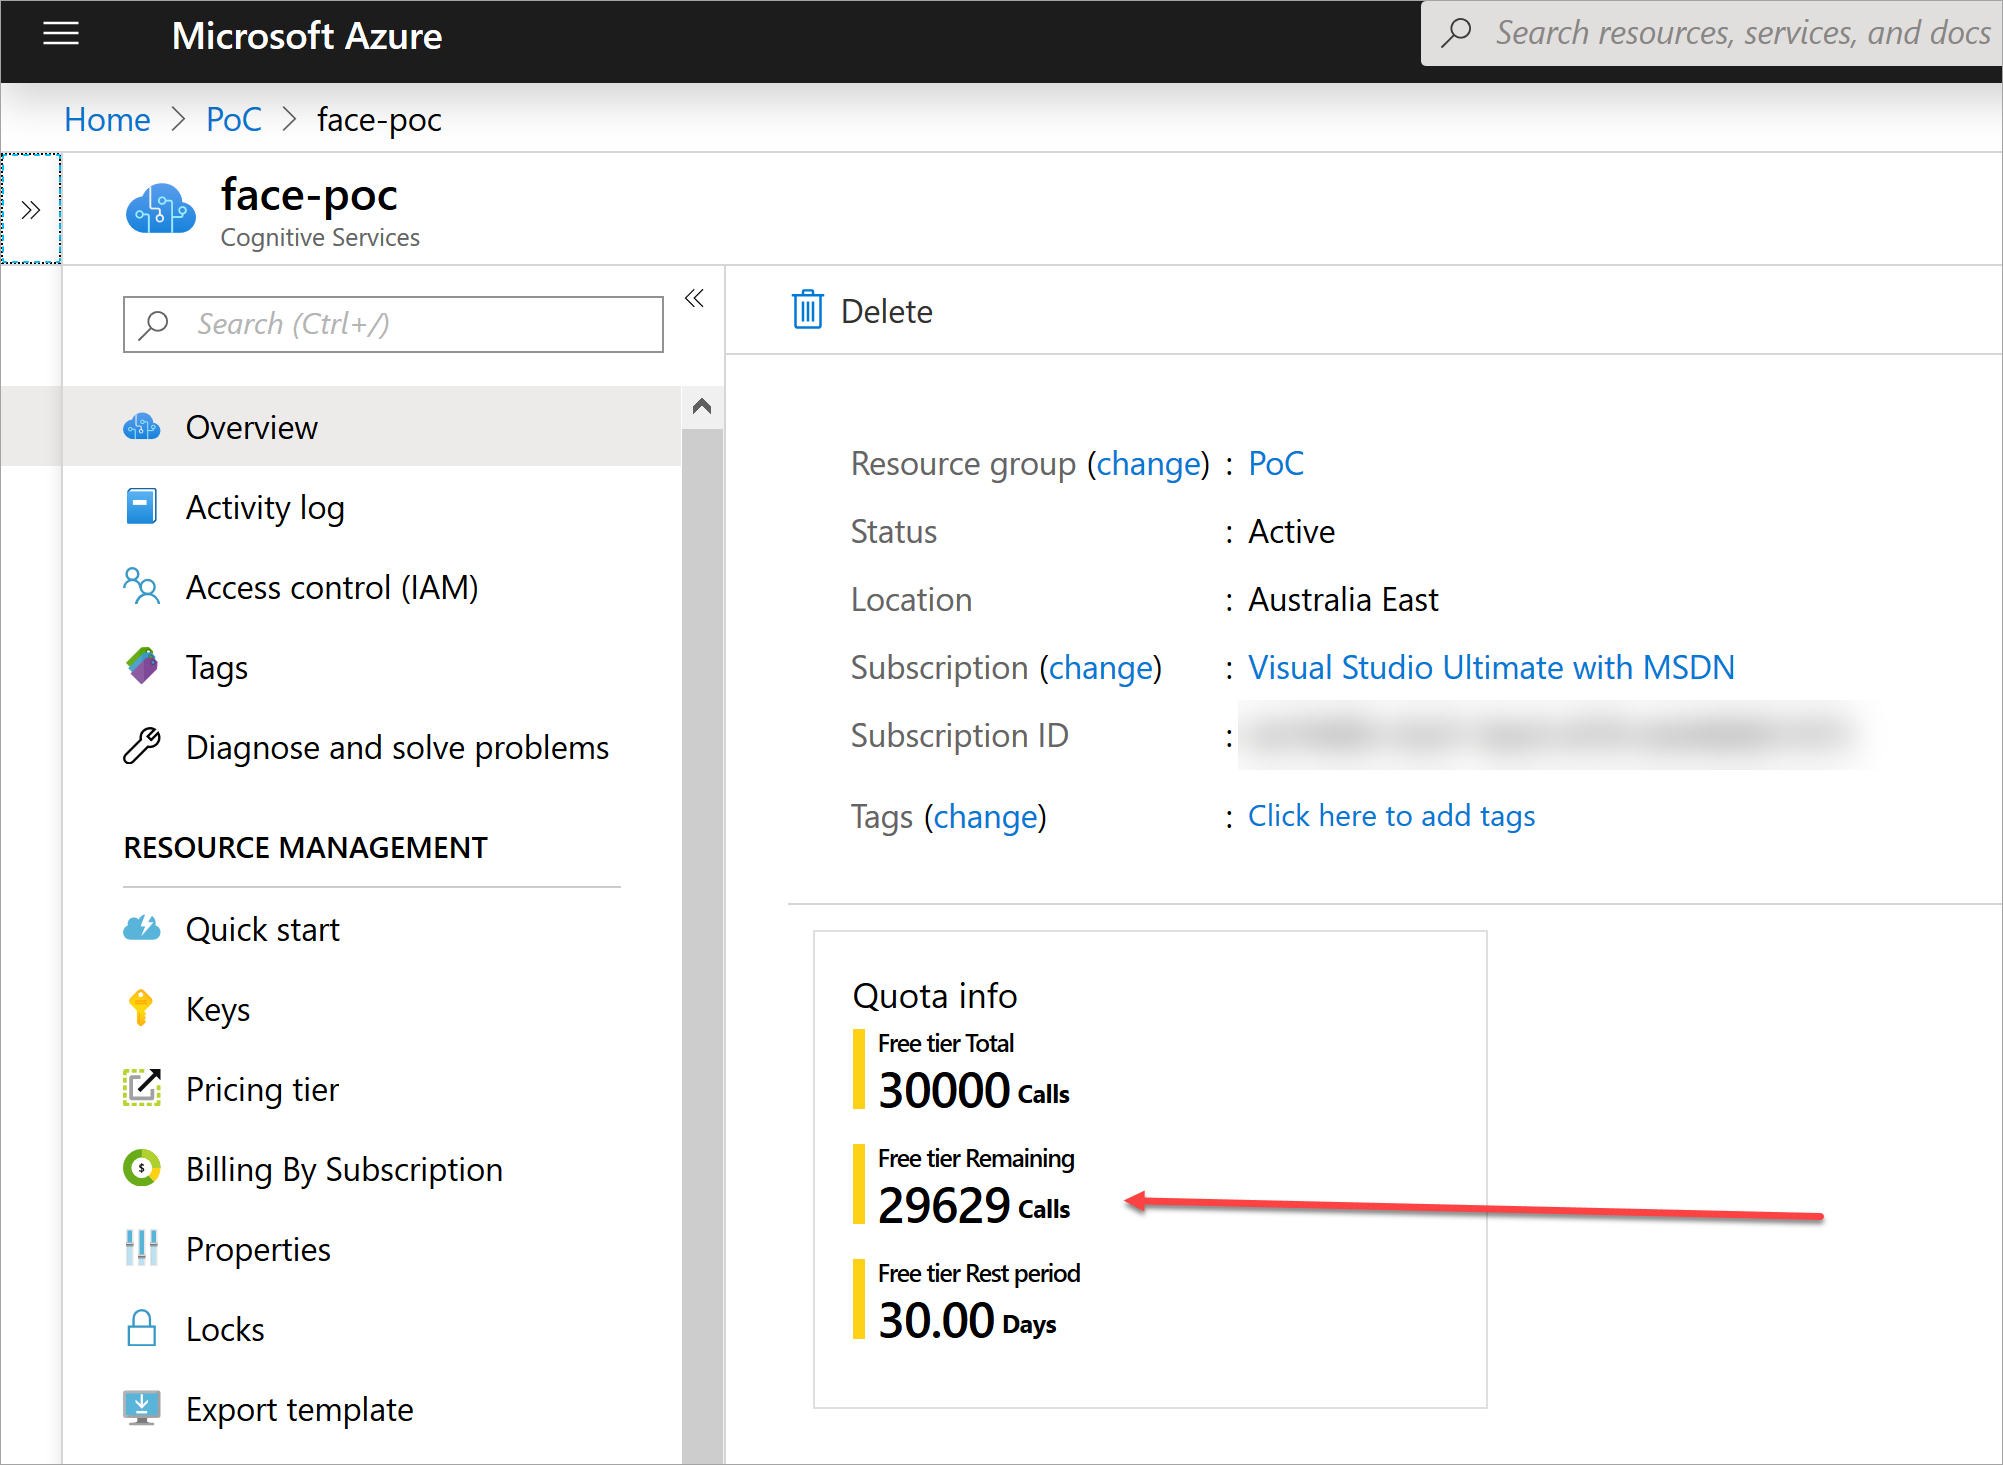 Microsoft Azure
Search resources, services, and docs
Home > PoC > face-poc
face-poc
Cognitive Services
Search (Ctrl+/)
Overview
Activity log
Access control (IAM)
Tags
Diagnose and solve problems
RESOURCE MANAGEMENT
Quick start
Keys
Pricing tier
Billing By Subscription
Properties
Locks
Export template
Delete
Resource group (change) : PoC
Status : Active
Location : Australia East
Subscription (change) : Visual Studio Ultimate with MSDN
Subscription ID :
Tags (change) : Click here to add tags
Quota info
Free tier Total
30000 Calls
Free tier Remaining
29629 Calls
Free tier Rest period
30.00 Days